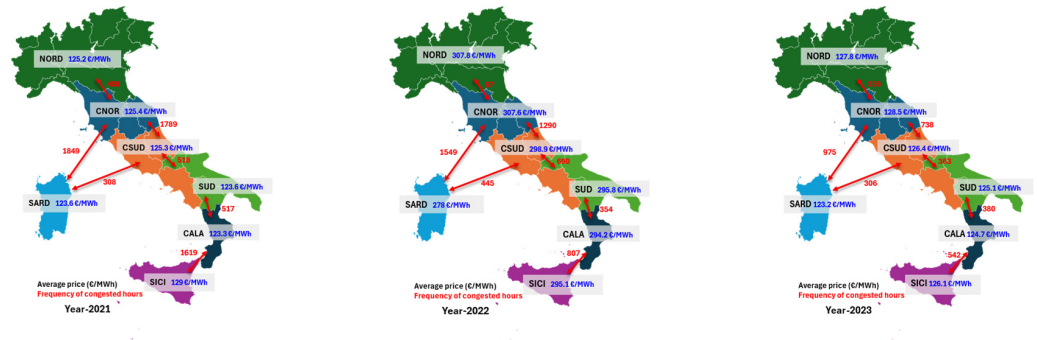 NORD 125.2 €/MWh
CNOR 125.4 €/MWh
1789
CSUD 125.3 €/MWh
1849
513
308
SUD 123.6 €/MWh
SARD 123.6 €/MWh
517
CALA 123.3 €/MWh
1619
SICI 129 €/MWh
Average price (€/MWh)
Frequency of congested hours
Year-2021
NORD 307.8 €/MWh
CNOR 307.6 €/MWh
1290
CSUD 298.9 €/MWh
1549
690
445
SUD 295.8 €/MWh
SARD 278 €/MWh
354
CALA 294.2 €/MWh
807
SICI 295.1 €/MWh
Average price (€/MWh)
Frequency of congested hours
Year-2022
NORD 127.8 €/MWh
CNOR 128.5 €/MWh
738
CSUD 126.4 €/MWh
975
363
306
SUD 125.1 €/MWh
SARD 123.2 €/MWh
380
CALA 124.7 €/MWh
542
SICI 126.1 €/MWh
Average price (€/MWh)
Frequency of congested hours
Year-2023